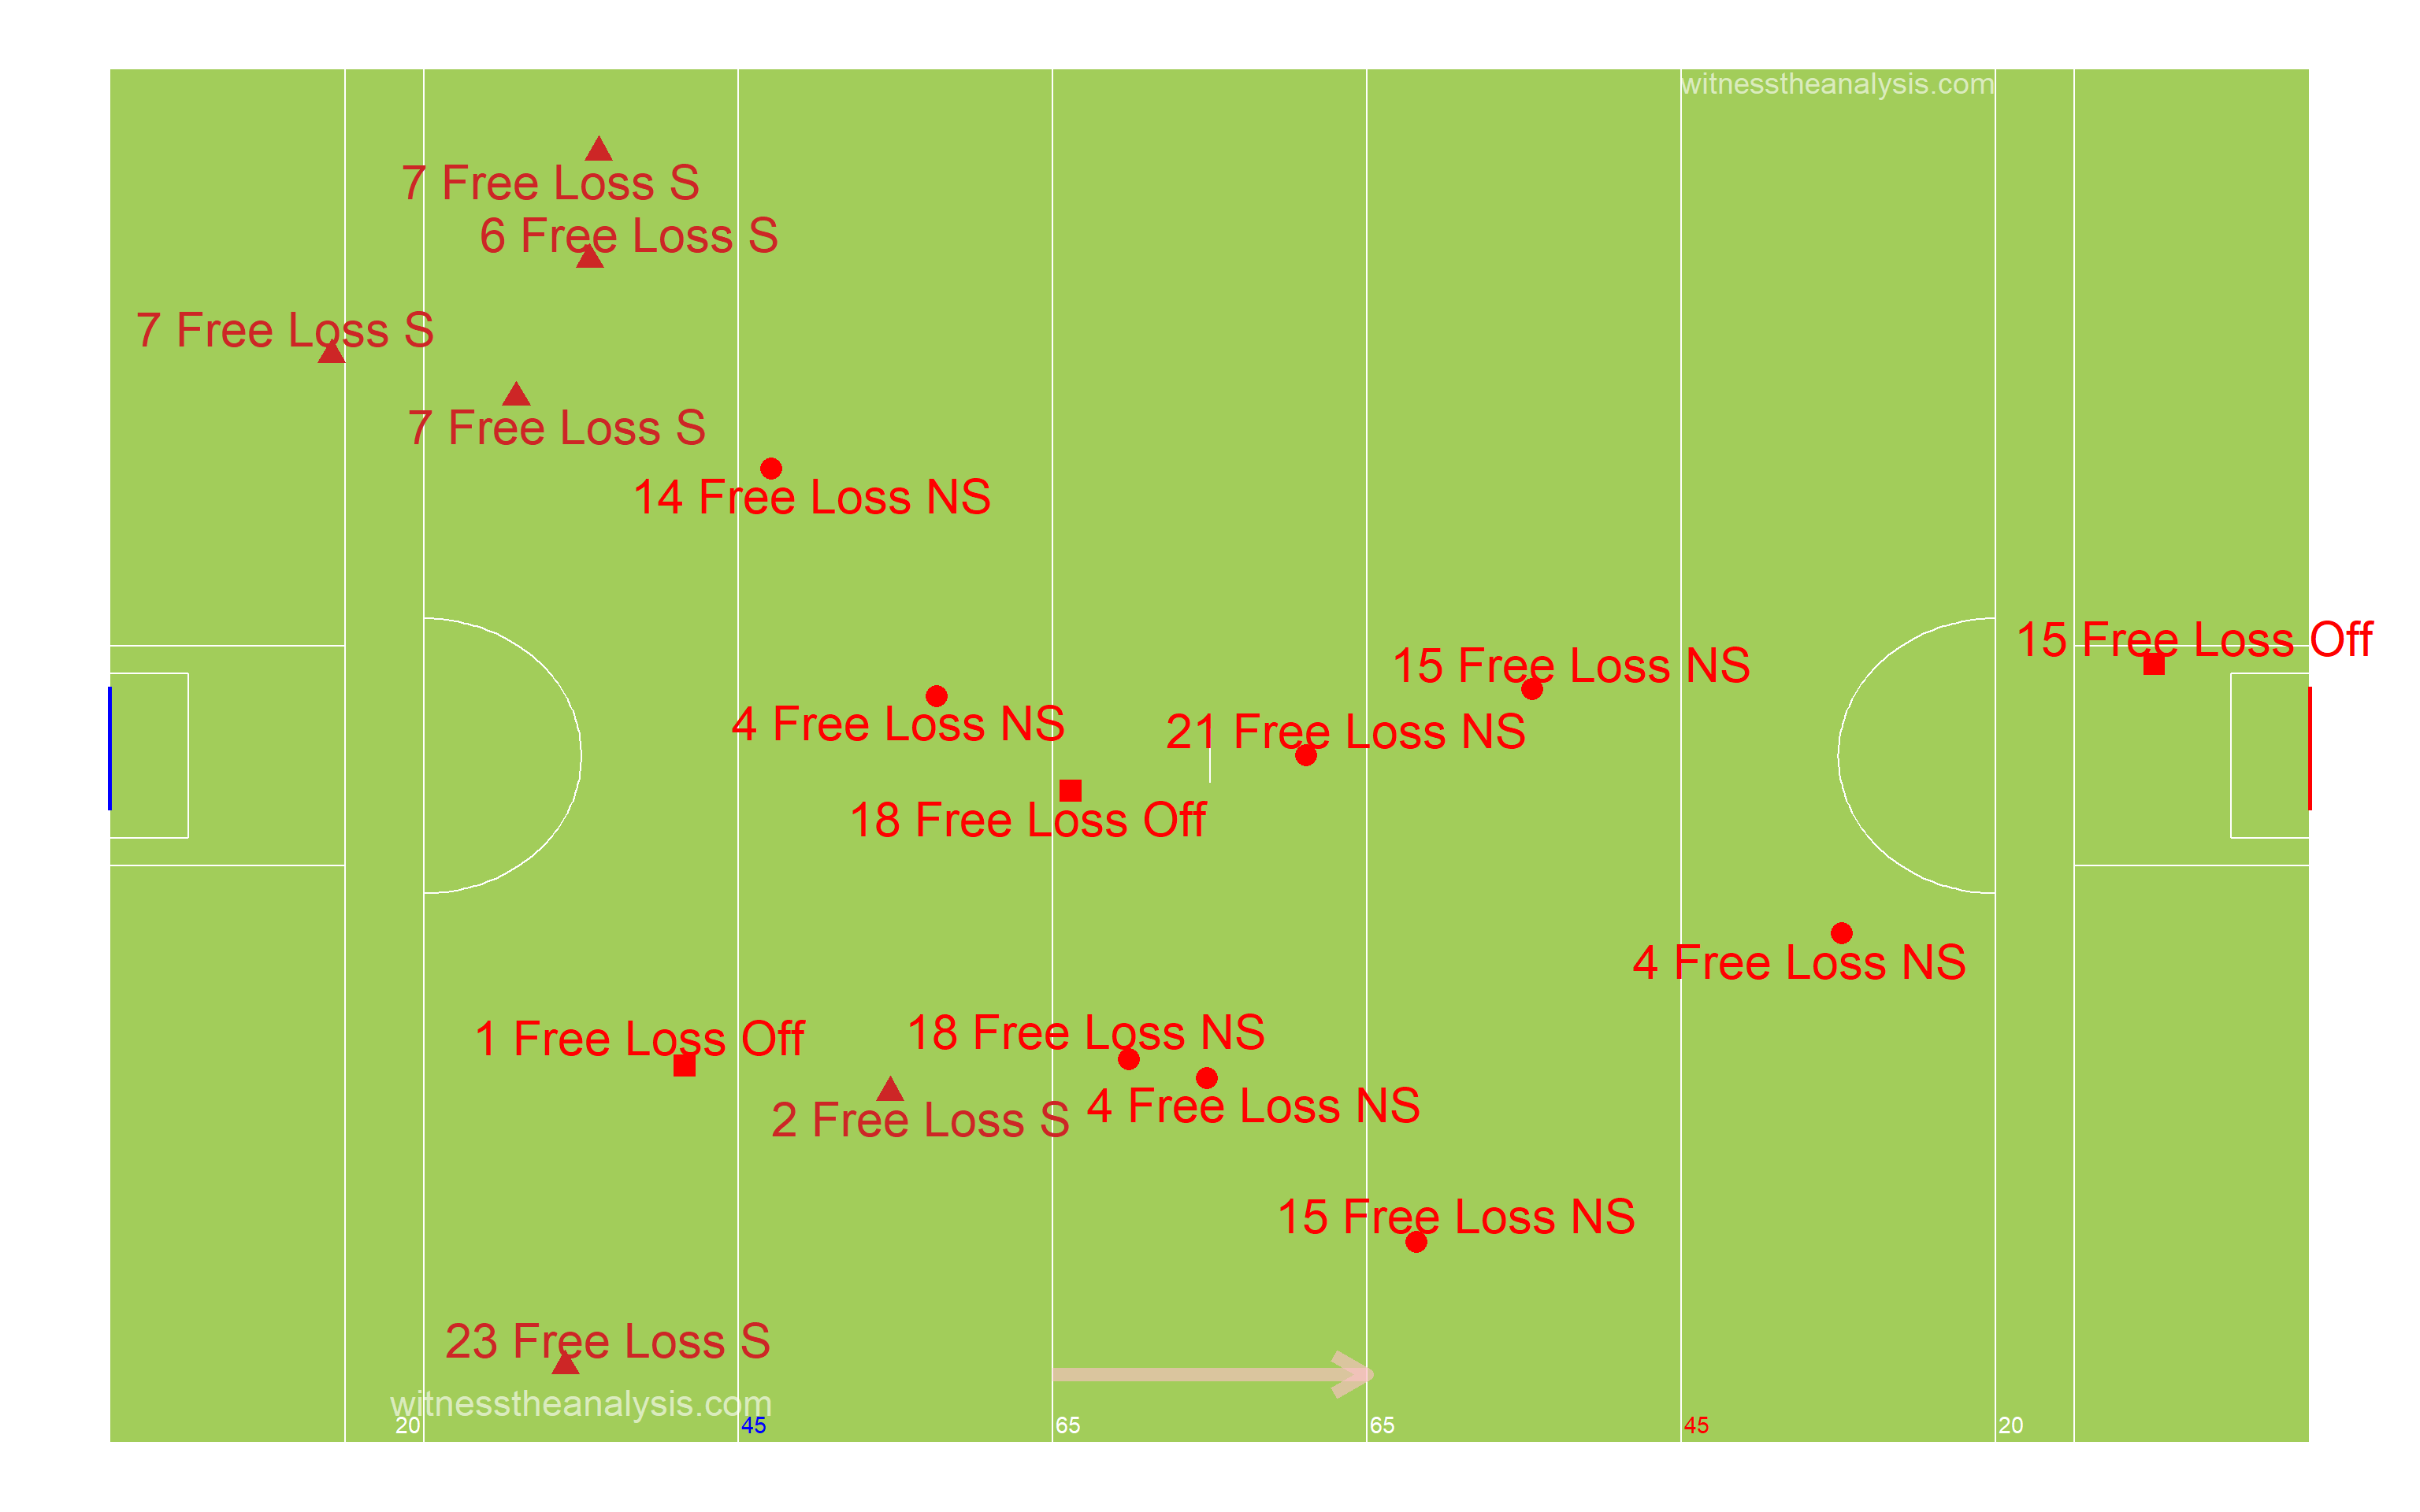 witnesstheanalysis.com
7 Free Loss S
6 Free Loss S
7 Free Loss S
7 Free Loss S
14 Free Loss NS
15 Free Loss Off
15 Free Loss NS
4 Free Loss NS
21 Free Loss NS
18 Free Loss Off
4 Free Loss NS
1 Free Loss Off
18 Free Loss NS
4 Free Loss NS
2 Free Loss S
15 Free Loss NS
23 Free Loss S
witnesstheanalysis.com
20 45 65 65 45 20